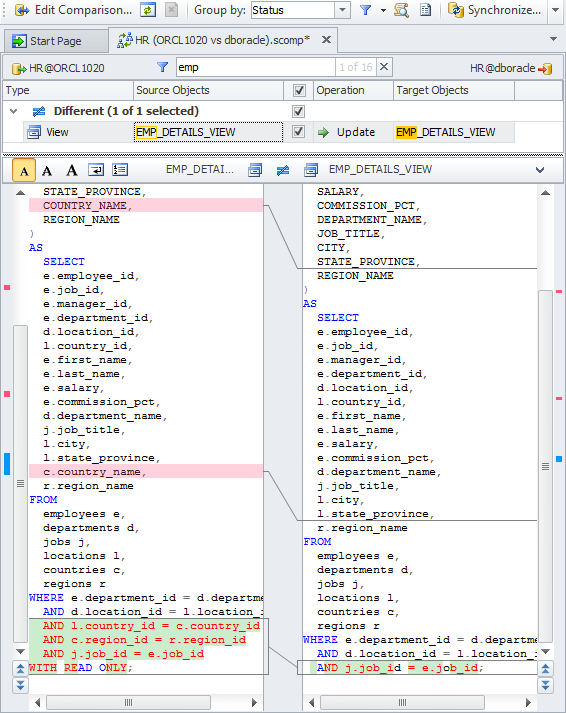 Edit Comparison... Group by: Status Synchronize...
Start Page HR (ORCL1020 vs dboracle).scomp*
HR@ORCL1020 emp 1 of 16 HR@dboracle
Type Source Objects Operation Target Objects
Different (1 of 1 selected)
View EMP_DETAILS_VIEW Update EMP_DETAILS_VIEW
A A A EMP_DETAI... EMP_DETAILS_VIEW
STATE_PROVINCE,
COUNTRY_NAME,
REGION_NAME
)
AS
SELECT
e.employee_id,
e.job_id,
e.manager_id,
e.department_id,
d.location_id,
l.country_id,
e.first_name,
e.last_name,
e.salary,
e.commission_pct,
d.department_name,
j.job_title,
l.city,
l.state_province,
c.country_name,
r.region_name
FROM
employees e,
departments d,
jobs j,
locations l,
countries c,
regions r
WHERE e.department_id = d.departme
AND d.location_id = l.location_i
AND l.country_id = c.country_id
AND c.region_id = r.region_id
AND j.job_id = e.job_id
WITH READ ONLY;
SALARY,
COMMISSION_PCT,
DEPARTMENT_NAME,
JOB_TITLE,
CITY,
STATE_PROVINCE,
REGION_NAME
)
AS
SELECT
e.employee_id,
e.job_id,
e.manager_id,
e.department_id,
d.location_id,
l.country_id,
e.first_name,
e.last_name,
e.salary,
e.commission_pct,
d.department_name,
j.job_title,
l.city,
l.state_province,
r.region_name
FROM
employees e,
departments d,
jobs j,
locations l,
countries c,
regions r
WHERE e.department_id = d.departm
AND d.location_id = l.location_
AND j.job_id = e.job_id;